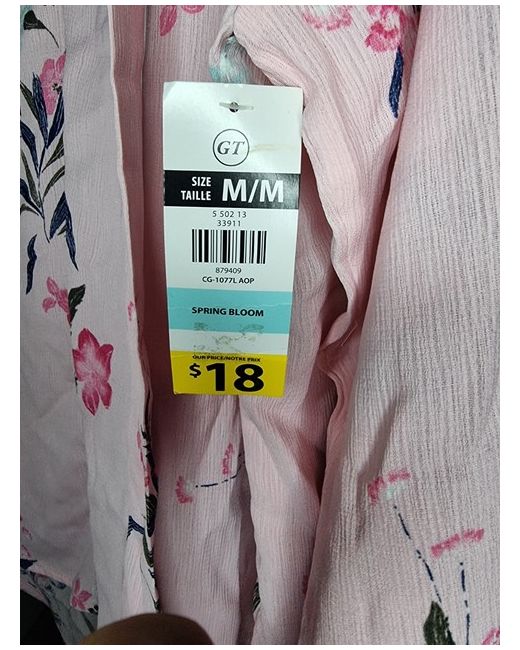 GT
SIZE
TAILLE M/M
5 502 13
33911
879409
CG-1077L AOP
SPRING BLOOM
OUR PRICE/NOTRE PRIX
$18